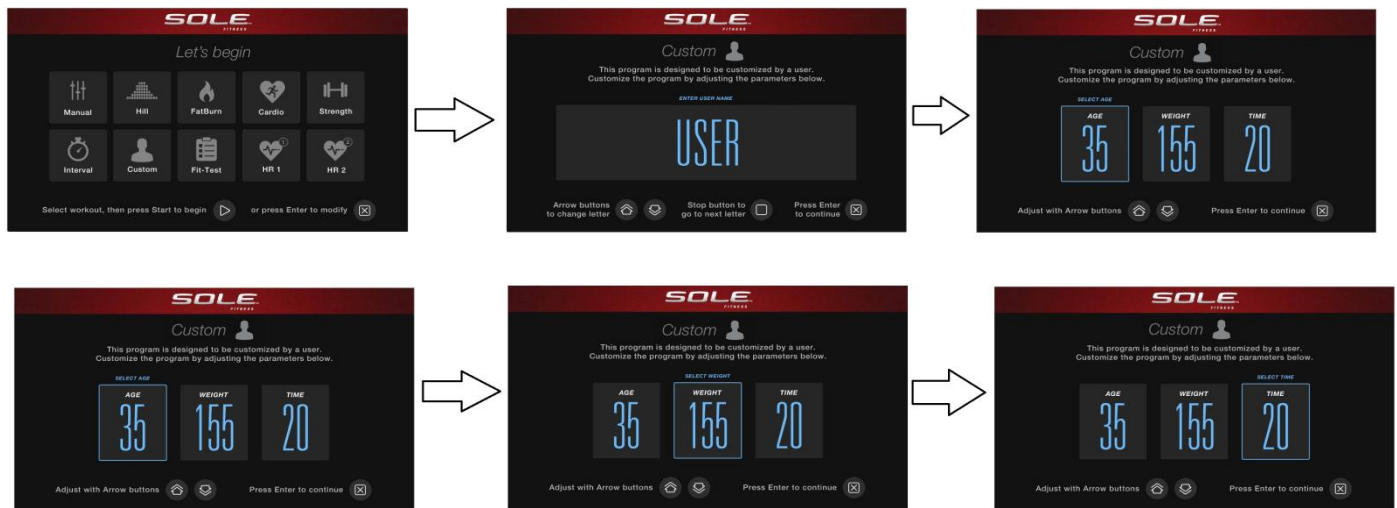 SOLE
FITNESS
Let's begin
Manual
Hill
FatBurn
Cardio
Strength
Interval
Custom
Fit-Test
1
HR 1
2
HR 2
Select workout, then press Start to begin
or press Enter to modify
SOLE
FITNESS
Custom
This program is designed to be customized by a user.
Customize the program by adjusting the parameters below.
ENTER USER NAME
USER
Arrow buttons
to change letter
Stop button to
go to next letter
Press Enter
to continue
SOLE
FITNESS
Custom
This program is designed to be customized by a user.
Customize the program by adjusting the parameters below.
SELECT AGE
AGE
35
WEIGHT
155
TIME
20
Adjust with Arrow buttons
Press Enter to continue
SOLE
FITNESS
Custom
This program is designed to be customized by a user.
Customize the program by adjusting the parameters below.
SELECT AGE
AGE
35
WEIGHT
155
TIME
20
Adjust with Arrow buttons
Press Enter to continue
SOLE
FITNESS
Custom
This program is designed to be customized by a user.
Customize the program by adjusting the parameters below.
SELECT WEIGHT
AGE
35
WEIGHT
155
TIME
20
Adjust with Arrow buttons
Press Enter to continue
SOLE
FITNESS
Custom
This program is designed to be customized by a user.
Customize the program by adjusting the parameters below.
SELECT TIME
AGE
35
WEIGHT
155
TIME
20
Adjust with Arrow buttons
Press Enter to continue